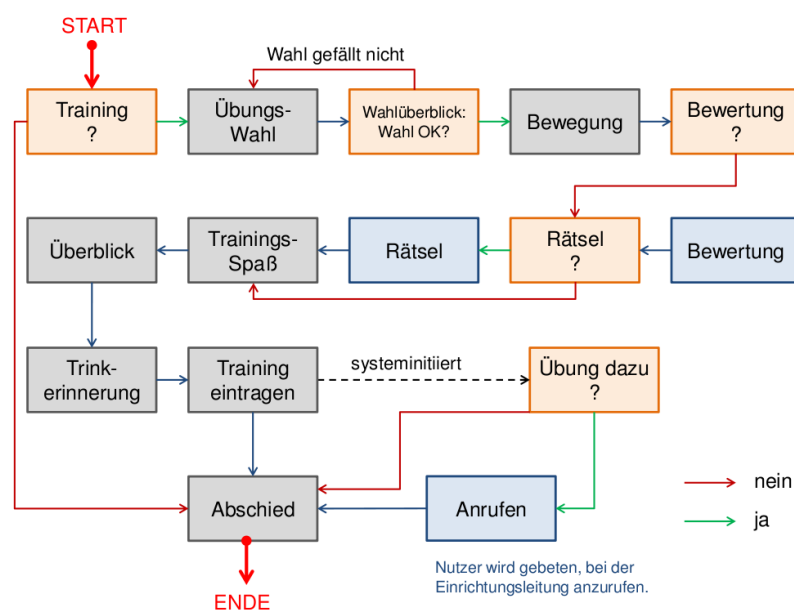 START
Wahl gefällt nicht
Training
?
Übungs-
Wahl
Wahlüberblick:
Wahl OK?
Bewegung
Bewertung
?
Überblick
Trainings-
Spaß
Rätsel
Rätsel
?
Bewertung
Trink-
erinnerung
Training
eintragen
systeminitiiert
Übung dazu
?
Abschied
Anrufen
nein
ja
Nutzer wird gebeten, bei der
Einrichtungsleitung anzurufen.
ENDE